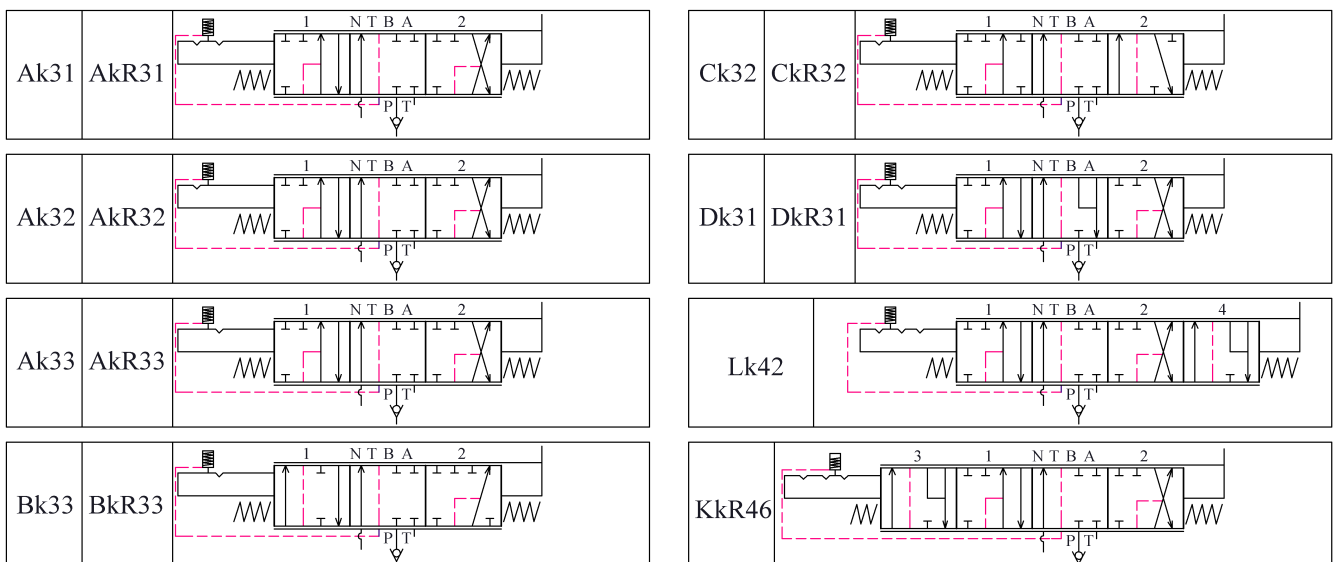 1 N T B A 2
Ak31 AkR31
P T
1 N T B A 2
Ck32 CkR32
P T
1 N T B A 2
Ak32 AkR32
P T
1 N T B A 2
Dk31 DkR31
P T
1 N T B A 2
Ak33 AkR33
P T
1 N T B A 2 4
Lk42
P T
1 N T B A 2
Bk33 BkR33
P T
3 1 N T B A 2
KkR46
P T